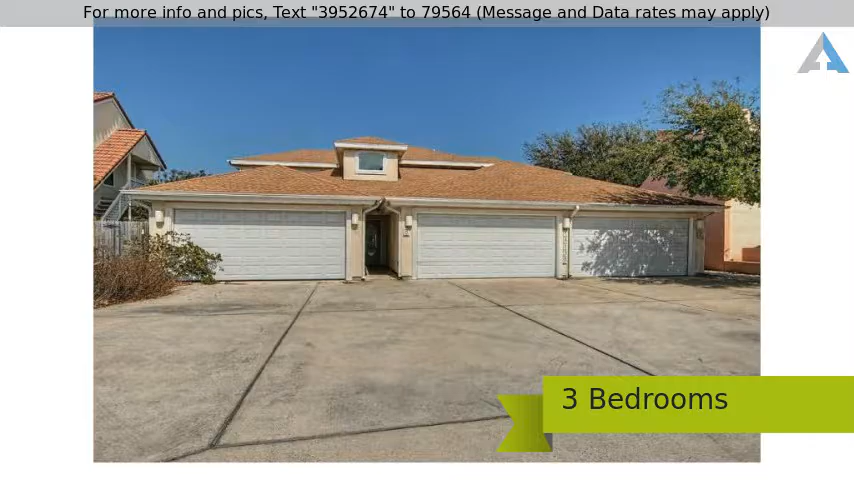 For more info and pics, Text "3952674" to 79564 (Message and Data rates may apply)
3 Bedrooms